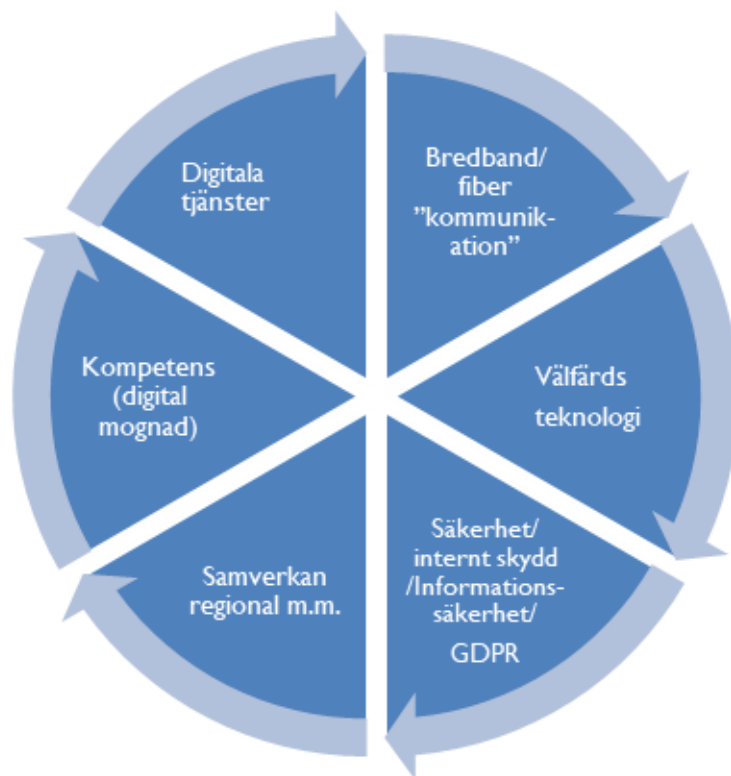 Bredband/
fiber
”kommunik-
ation”
Välfärds
teknologi
Säkerhet/
internt skydd
/Informations-
säkerhet/
GDPR
Samverkan
regional m.m.
Kompetens
(digital
mognad)
Digitala
tjänster